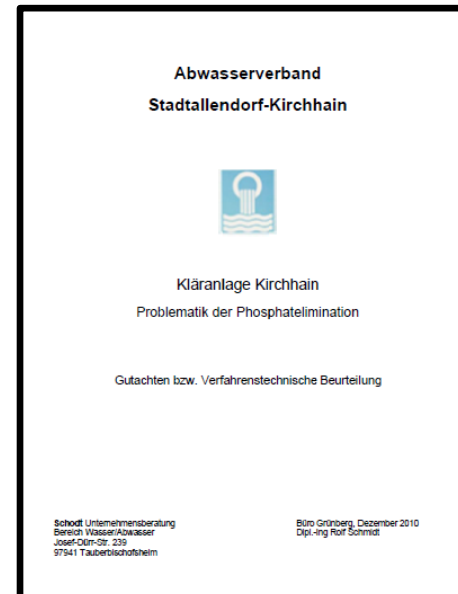 Abwasserverband
Stadtallendorf-Kirchhain
Kläranlage Kirchhain
Problematik der Phosphatelimination
Gutachten bzw. Verfahrenstechnische Beurteilung
Schodt Unternehmensberatung
Bereich Wasser/Abwasser
Josef-Dürr-Str. 239
97941 Tauberbischofsheim
Büro Grünberg, Dezember 2010
Dipl.-Ing Rolf Schmidt